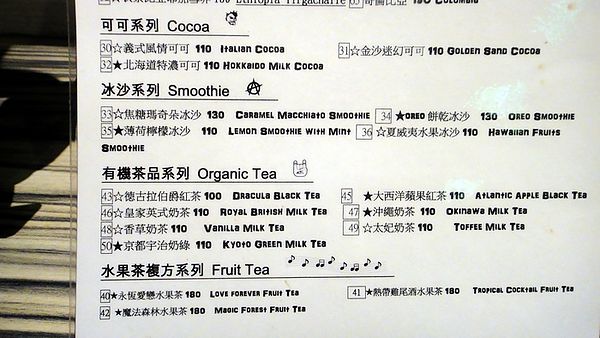 可可系列 Cocoa
30☆義式風情可可 110 Italian Cocoa 31☆金沙迷幻可可 110 Golden Sand Cocoa
32★北海道特濃可可 110 Hokkaido Milk Cocoa
冰沙系列 Smoothie
33☆焦糖瑪奇朵冰沙 130 Caramel Macchiato Smoothie 34★OREO 餅乾冰沙 130 Oreo Smoothie
35★薄荷檸檬冰沙 110 Lemon Smoothie with Mint 36☆夏威夷水果冰沙 110 Hawaiian Fruits
Smoothie
有機茶品系列 Organic Tea
43☆德古拉伯爵紅茶 100 Dracula Black Tea 45★大西洋蘋果紅茶 110 Atlantic Apple Black Tea
46☆皇家英式奶茶 110 Royal British Milk Tea 47★沖繩奶茶 110 Okinawa Milk Tea
48☆香草奶茶 110 Vanilla Milk Tea 49☆太妃奶茶 110 Toffee Milk Tea
50★京都宇治奶綠 110 Kyoto Green Milk Tea
水果茶複方系列 Fruit Tea
40★永恆愛戀水果茶 180 Love forever Fruit Tea 41★熱帶雞尾酒水果茶 180 Tropical Cocktail Fruit Tea
42★魔法森林水果茶 180 Magic Forest Fruit Tea